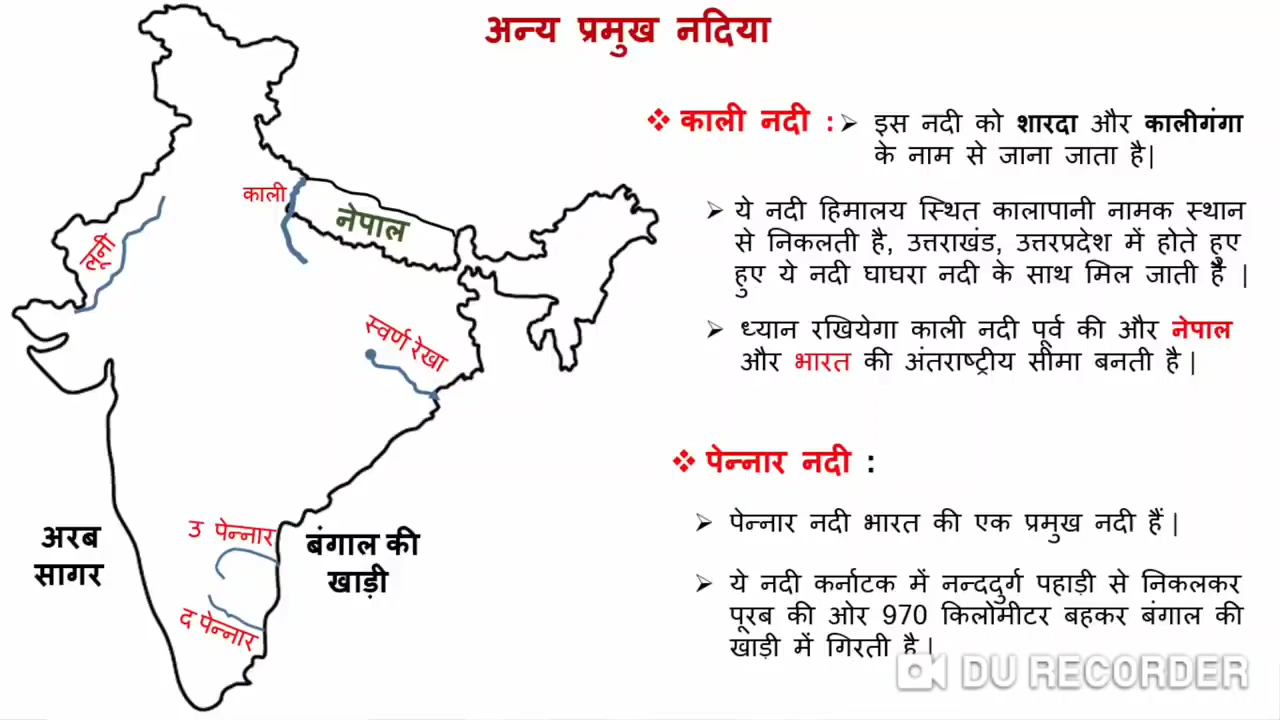 अन्य प्रमुख नदिया
❖ काली नदी : ➢ इस नदी को शारदा और कालीगंगा
के नाम से जाना जाता है|
➢ ये नदी हिमालय स्थित कालापानी नामक स्थान
से निकलती है, उत्तराखंड, उत्तरप्रदेश में होते हुए
हुए ये नदी घाघरा नदी के साथ मिल जाती है |
➢ ध्यान रखियेगा काली नदी पूर्व की और नेपाल
और भारत की अंतराष्ट्रीय सीमा बनती है |
❖ पेन्नार नदी :
➢ पेन्नार नदी भारत की एक प्रमुख नदी हैं |
➢ ये नदी कर्नाटक में नन्ददुर्ग पहाड़ी से निकलकर
पूरब की ओर 970 किलोमीटर बहकर बंगाल की
खाड़ी में गिरती है |
काली
नेपाल
लूनी
स्वर्ण रेखा
उ पेन्नार
द पेन्नार
अरब
सागर
बंगाल की
खाड़ी
DU RECORDER